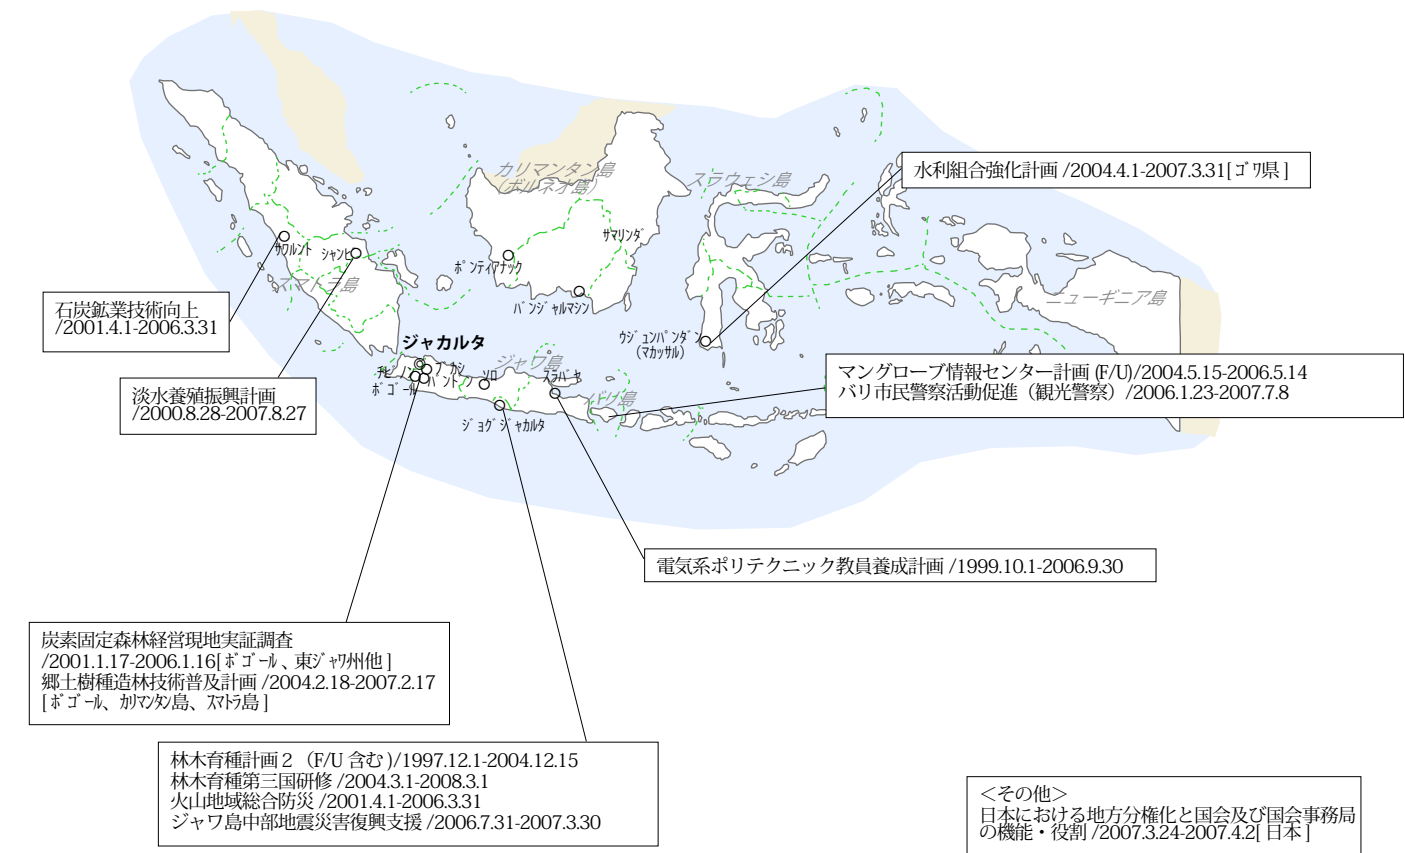 カリマンタン島
（ボルネオ島）
スラウェシ島
水利組合強化計画 /2004.4.1-2007.3.31[ゴワ県 ]
サワルント
ジャンビ
スマトラ島
ポンティアナック
サマリンダ
バンジャルマシン
ニューギニア島
石炭鉱業技術向上
/2001.4.1-2006.3.31
ウジュンパンダン
（マカッサル）
ジャカルタ
チビノン
ブカシ
バンドン
ボゴール
ソロ
ジャワ島
スラバヤ
バリ島
ジョグジャカルタ
マングローブ情報センター計画 (F/U)/2004.5.15-2006.5.14
バリ市民警察活動促進（観光警察）/2006.1.23-2007.7.8
淡水養殖振興計画
/2000.8.28-2007.8.27
電気系ポリテクニック教員養成計画 /1999.10.1-2006.9.30
炭素固定森林経営現地実証調査
/2001.1.17-2006.1.16[ボゴール、東ジャワ州他 ]
郷土樹種造林技術普及計画 /2004.2.18-2007.2.17
[ボゴール、カリマンタン島、スマトラ島 ]
林木育種計画２（F/U 含む )/1997.12.1-2004.12.15
林木育種第三国研修 /2004.3.1-2008.3.1
火山地域総合防災 /2001.4.1-2006.3.31
ジャワ島中部地震災害復興支援 /2006.7.31-2007.3.30
＜その他＞
日本における地方分権化と国会及び国会事務局
の機能・役割 /2007.3.24-2007.4.2[ 日本 ]